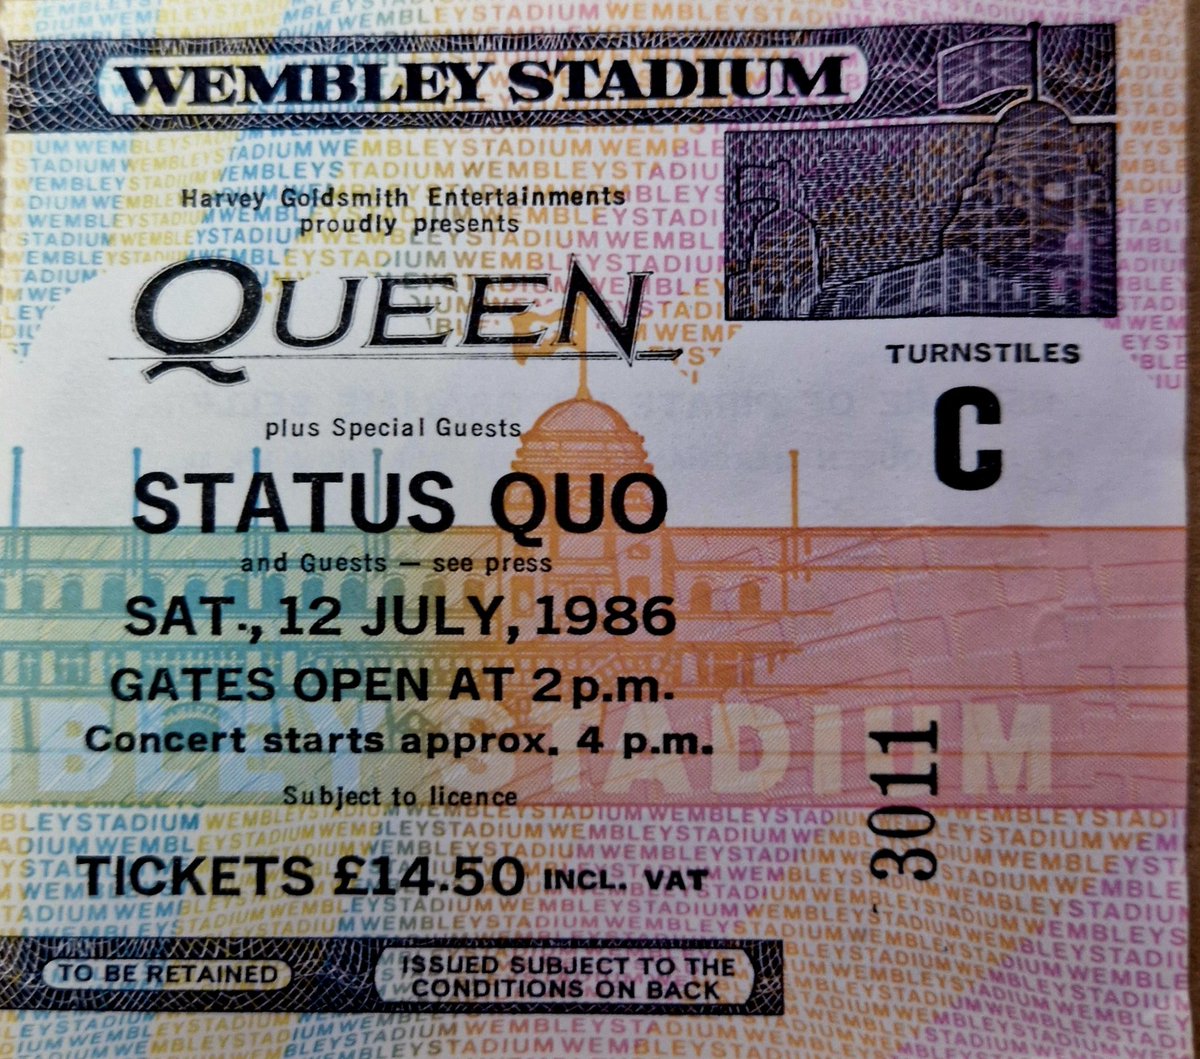 WEMBLEY STADIUM
Harvey Goldsmith Entertainments
proudly presents
QUEEN
TURNSTILES
C
plus Special Guests
STATUS QUO
and Guests — see press
SAT., 12 JULY, 1986
GATES OPEN AT 2 p.m.
BLEY STADIUM
Concert starts approx. 4 p.m.
Subject to licence
3011
TICKETS £14.50 INCL. VAT
TO BE RETAINED
ISSUED SUBJECT TO THE
CONDITIONS ON BACK